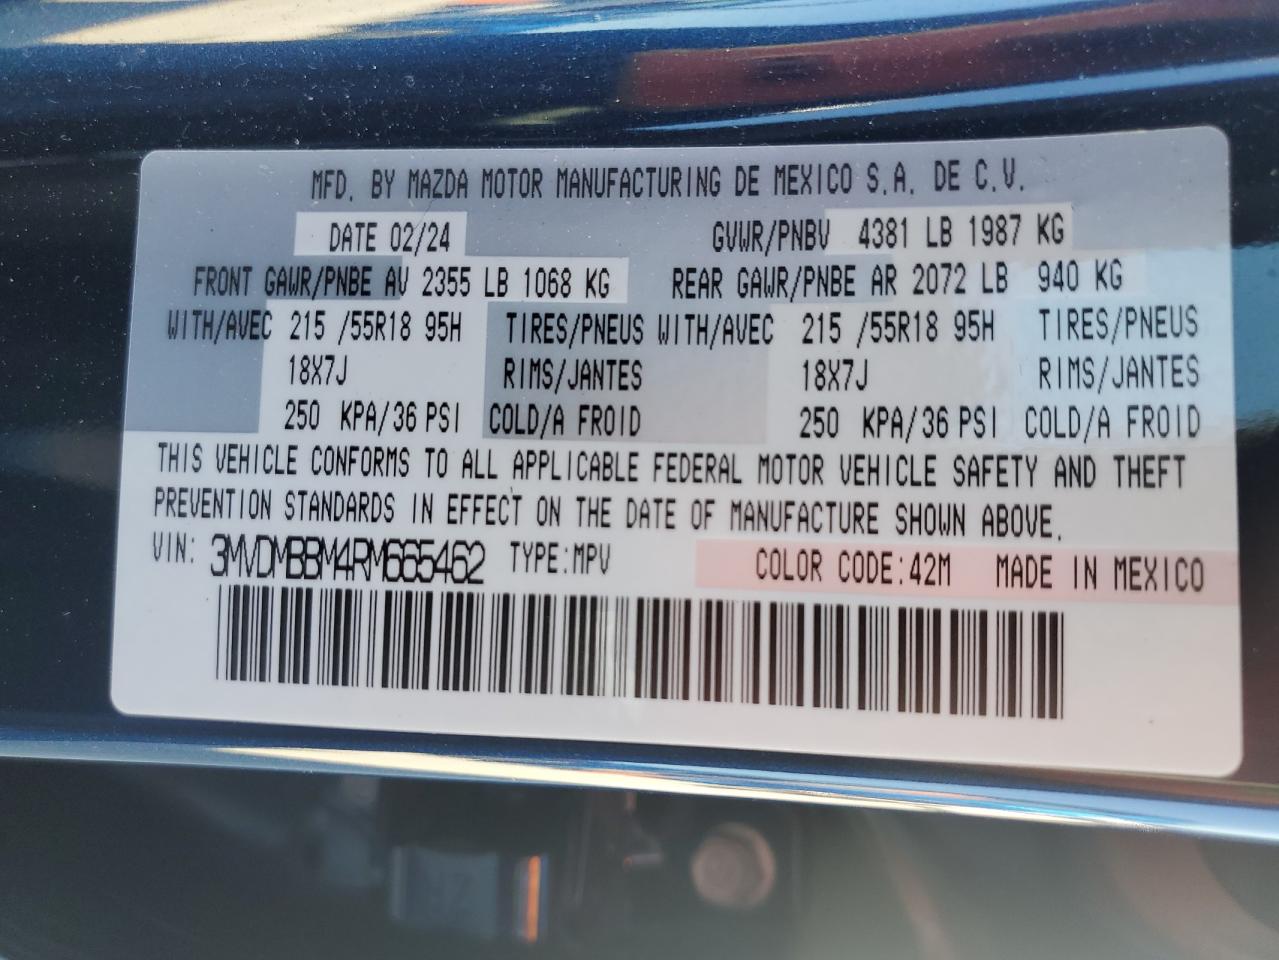 MFD. BY MAZDA MOTOR MANUFACTURING DE MEXICO S.A. DE C.V.
DATE 02/24 GVWR/PNBV 4381 LB 1987 KG
FRONT GAWR/PNBE AV 2355 LB 1068 KG REAR GAWR/PNBE AR 2072 LB 940 KG
WITH/AVEC 215 /55R18 95H TIRES/PNEUS WITH/AVEC 215 /55R18 95H TIRES/PNEUS
18X7J RIMS/JANTES 18X7J RIMS/JANTES
250 KPA/36 PSI COLD/A FROID 250 KPA/36 PSI COLD/A FROID
THIS VEHICLE CONFORMS TO ALL APPLICABLE FEDERAL MOTOR VEHICLE SAFETY AND THEFT
PREVENTION STANDARDS IN EFFECT ON THE DATE OF MANUFACTURE SHOWN ABOVE.
VIN: 3MVDMBBM4RM665462 TYPE:MPV COLOR CODE:42M MADE IN MEXICO